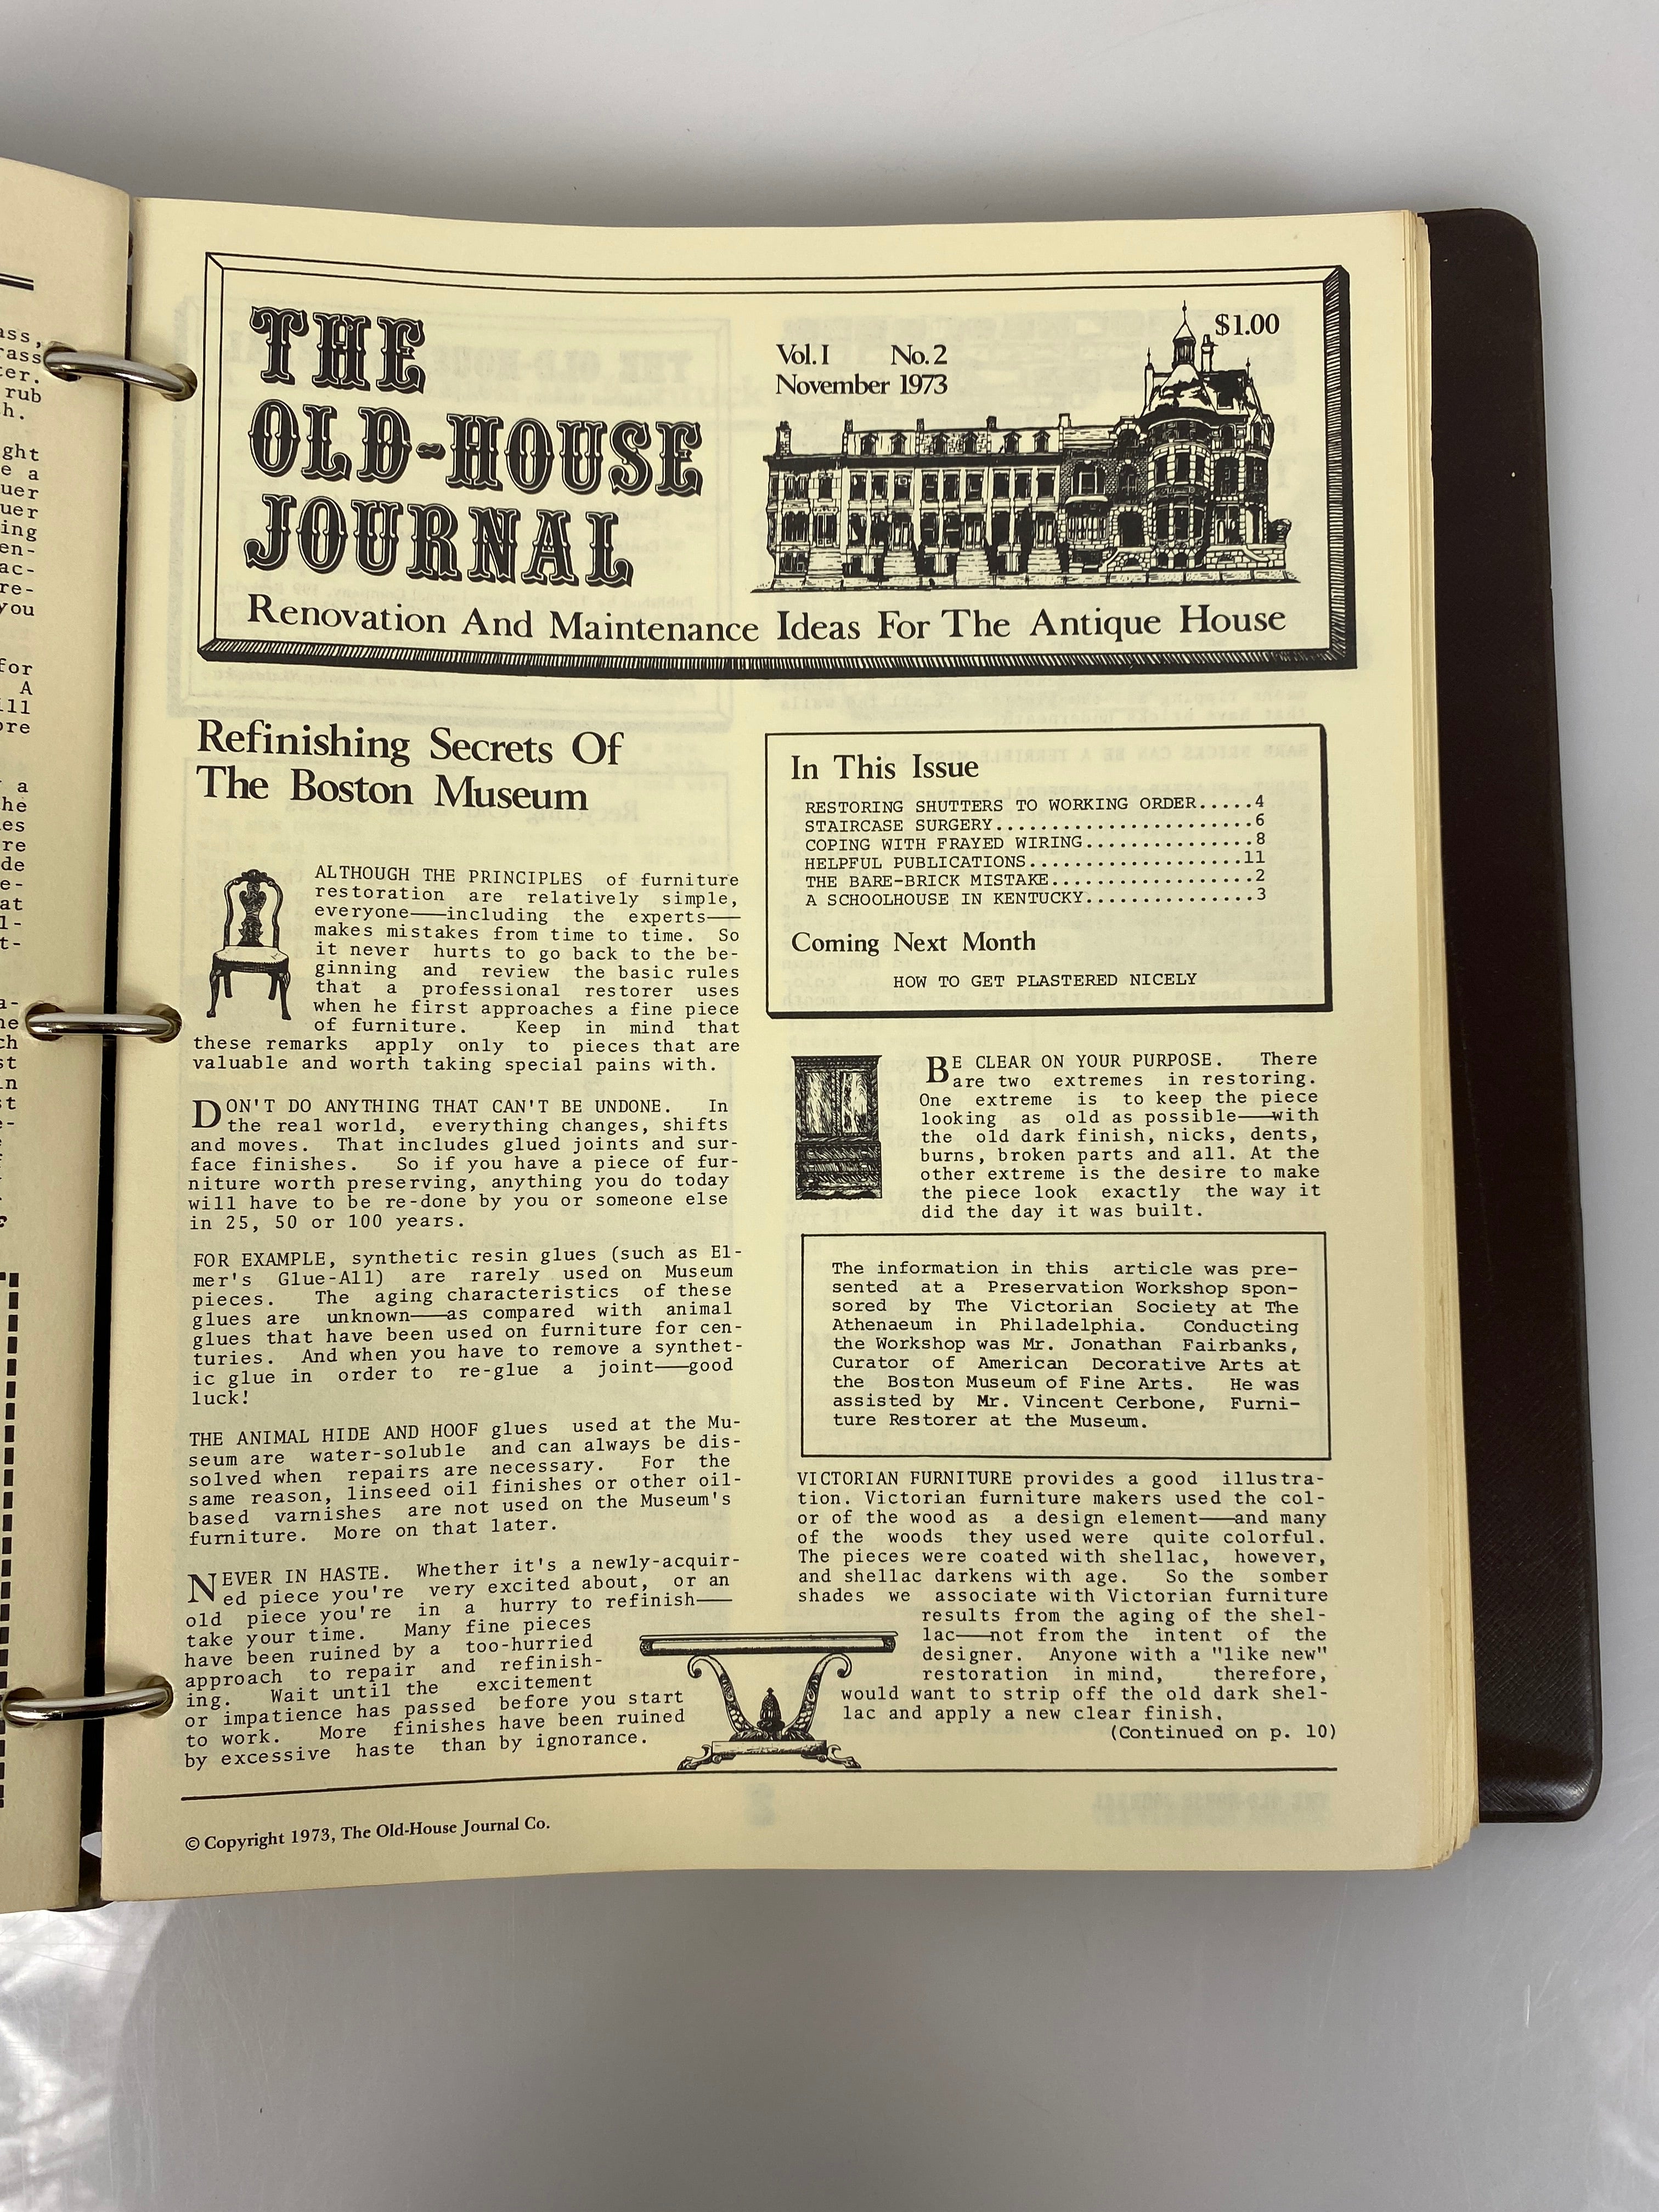 ass,
rass
ter.
rub
h.
ght
e a
uer
uer
ing
en-
ac-
re-
you
for
A
ill
ore
a
he
es
re
de
e-
at
l-
t-
a-
ne
ch
st
in
st
e-
THE
OLD-HOUSE
JOURNAL
Vol. I No. 2
November 1973
$1.00
Renovation And Maintenance Ideas For The Antique House
Refinishing Secrets Of
The Boston Museum
ALTHOUGH THE PRINCIPLES of furniture
restoration are relatively simple,
everyone——including the experts——
makes mistakes from time to time. So
it never hurts to go back to the be-
ginning and review the basic rules
that a professional restorer uses
when he first approaches a fine piece
of furniture. Keep in mind that
these remarks apply only to pieces that are
valuable and worth taking special pains with.
DON'T DO ANYTHING THAT CAN'T BE UNDONE. In
the real world, everything changes, shifts
and moves. That includes glued joints and sur-
face finishes. So if you have a piece of fur-
niture worth preserving, anything you do today
will have to be re-done by you or someone else
in 25, 50 or 100 years.
FOR EXAMPLE, synthetic resin glues (such as El-
mer's Glue-All) are rarely used on Museum
pieces. The aging characteristics of these
glues are unknown——as compared with animal
glues that have been used on furniture for cen-
turies. And when you have to remove a synthet-
ic glue in order to re-glue a joint——good
luck!
THE ANIMAL HIDE AND HOOF glues used at the Mu-
seum are water-soluble and can always be dis-
solved when repairs are necessary. For the
same reason, linseed oil finishes or other oil-
based varnishes are not used on the Museum's
furniture. More on that later.
NEVER IN HASTE. Whether it's a newly-acquir-
ed piece you're very excited about, or an
old piece you're in a hurry to refinish——
take your time. Many fine pieces
have been ruined by a too-hurried
approach to repair and refinish-
ing. Wait until the excitement
or impatience has passed before you start
to work. More finishes have been ruined
by excessive haste than by ignorance.
In This Issue
RESTORING SHUTTERS TO WORKING ORDER.....4
STAIRCASE SURGERY........................6
COPING WITH FRAYED WIRING...............8
HELPFUL PUBLICATIONS....................11
THE BARE-BRICK MISTAKE..................2
A SCHOOLHOUSE IN KENTUCKY...............3
Coming Next Month
HOW TO GET PLASTERED NICELY
BE CLEAR ON YOUR PURPOSE. There
are two extremes in restoring.
One extreme is to keep the piece
looking as old as possible——with
the old dark finish, nicks, dents,
burns, broken parts and all. At the
other extreme is the desire to make
the piece look exactly the way it
did the day it was built.
The information in this article was pre-
sented at a Preservation Workshop spon-
sored by The Victorian Society at The
Athenaeum in Philadelphia. Conducting
the Workshop was Mr. Jonathan Fairbanks,
Curator of American Decorative Arts at
the Boston Museum of Fine Arts. He was
assisted by Mr. Vincent Cerbone, Furni-
ture Restorer at the Museum.
VICTORIAN FURNITURE provides a good illustra-
tion. Victorian furniture makers used the col-
or of the wood as a design element——and many
of the woods they used were quite colorful.
The pieces were coated with shellac, however,
and shellac darkens with age. So the somber
shades we associate with Victorian furniture
results from the aging of the shel-
lac——not from the intent of the
designer. Anyone with a "like new"
restoration in mind, therefore,
would want to strip off the old dark shel-
lac and apply a new clear finish.
(Continued on p. 10)
© Copyright 1973, The Old-House Journal Co.